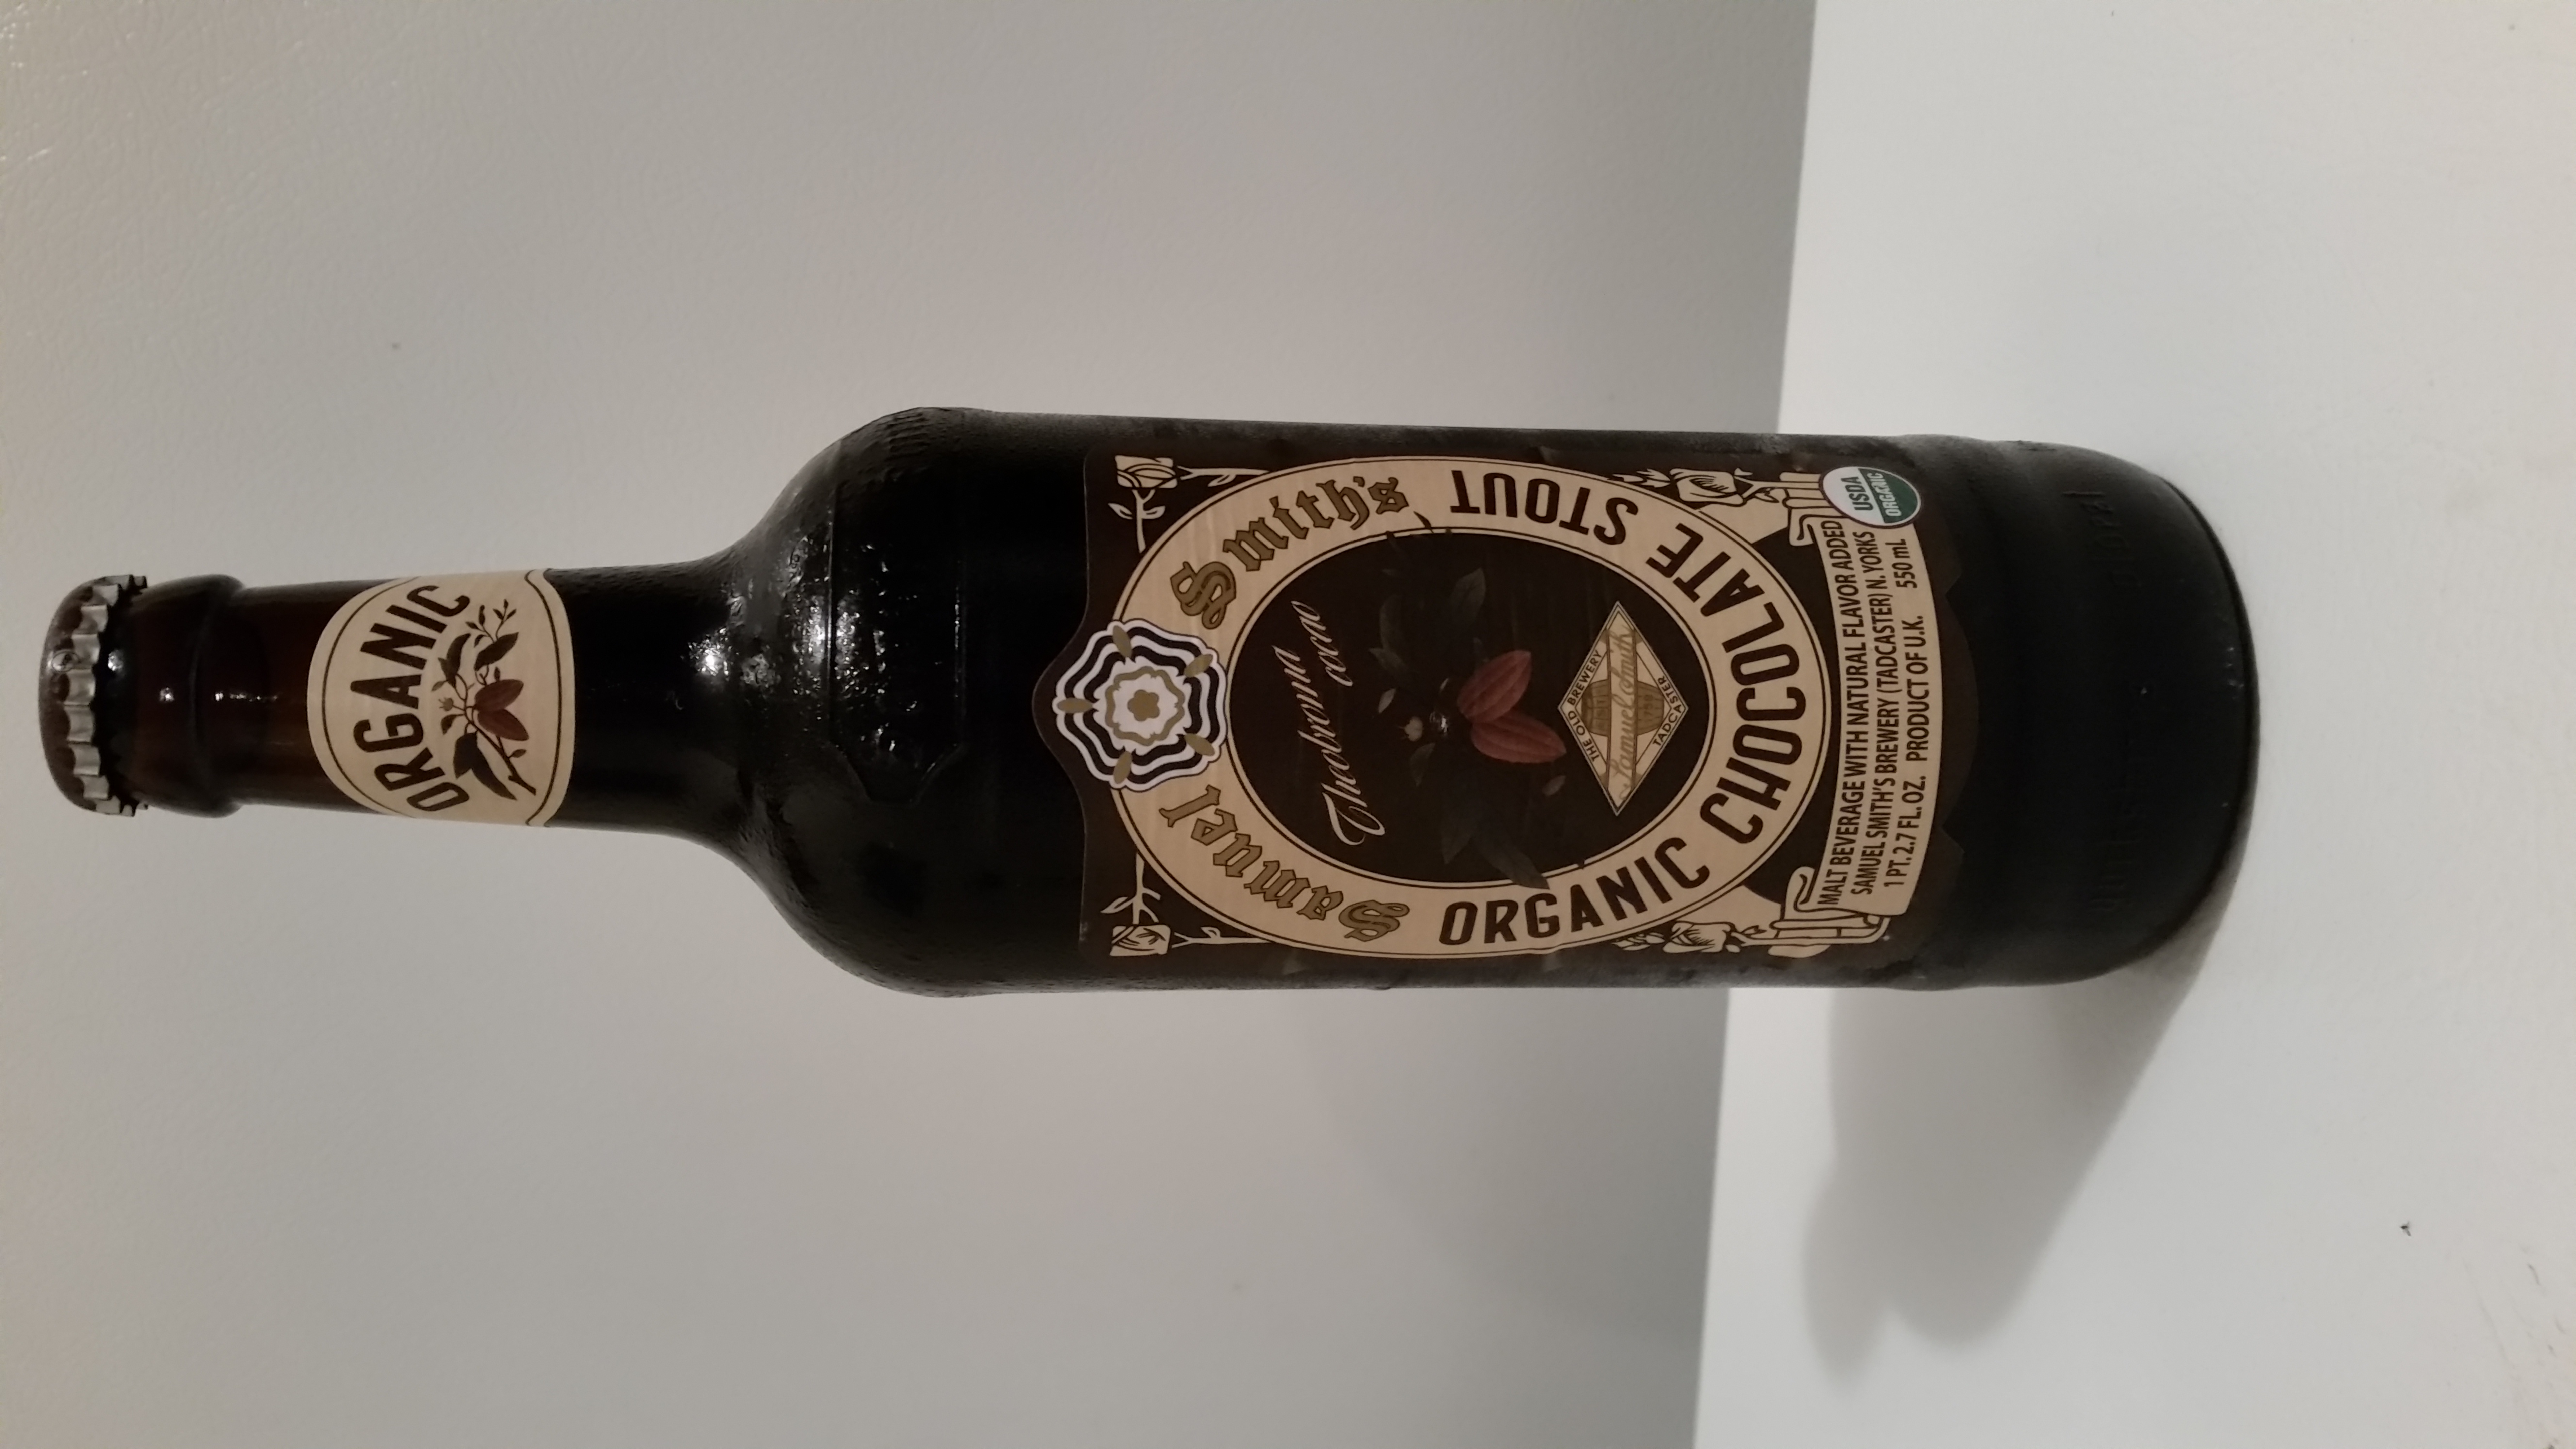 ORGANIC
Samuel Smith's
Theobroma
cacao
THE OLD BREWERY
Samuel Smith
TADCASTER
ORGANIC CHOCOLATE STOUT
MALT BEVERAGE WITH NATURAL FLAVOR ADDED
SAMUEL SMITH'S BREWERY (TADCASTER) N. YORKS
1 PT. 2.7 FL. OZ. PRODUCT OF U.K. 550 mL
USDA
ORGANIC